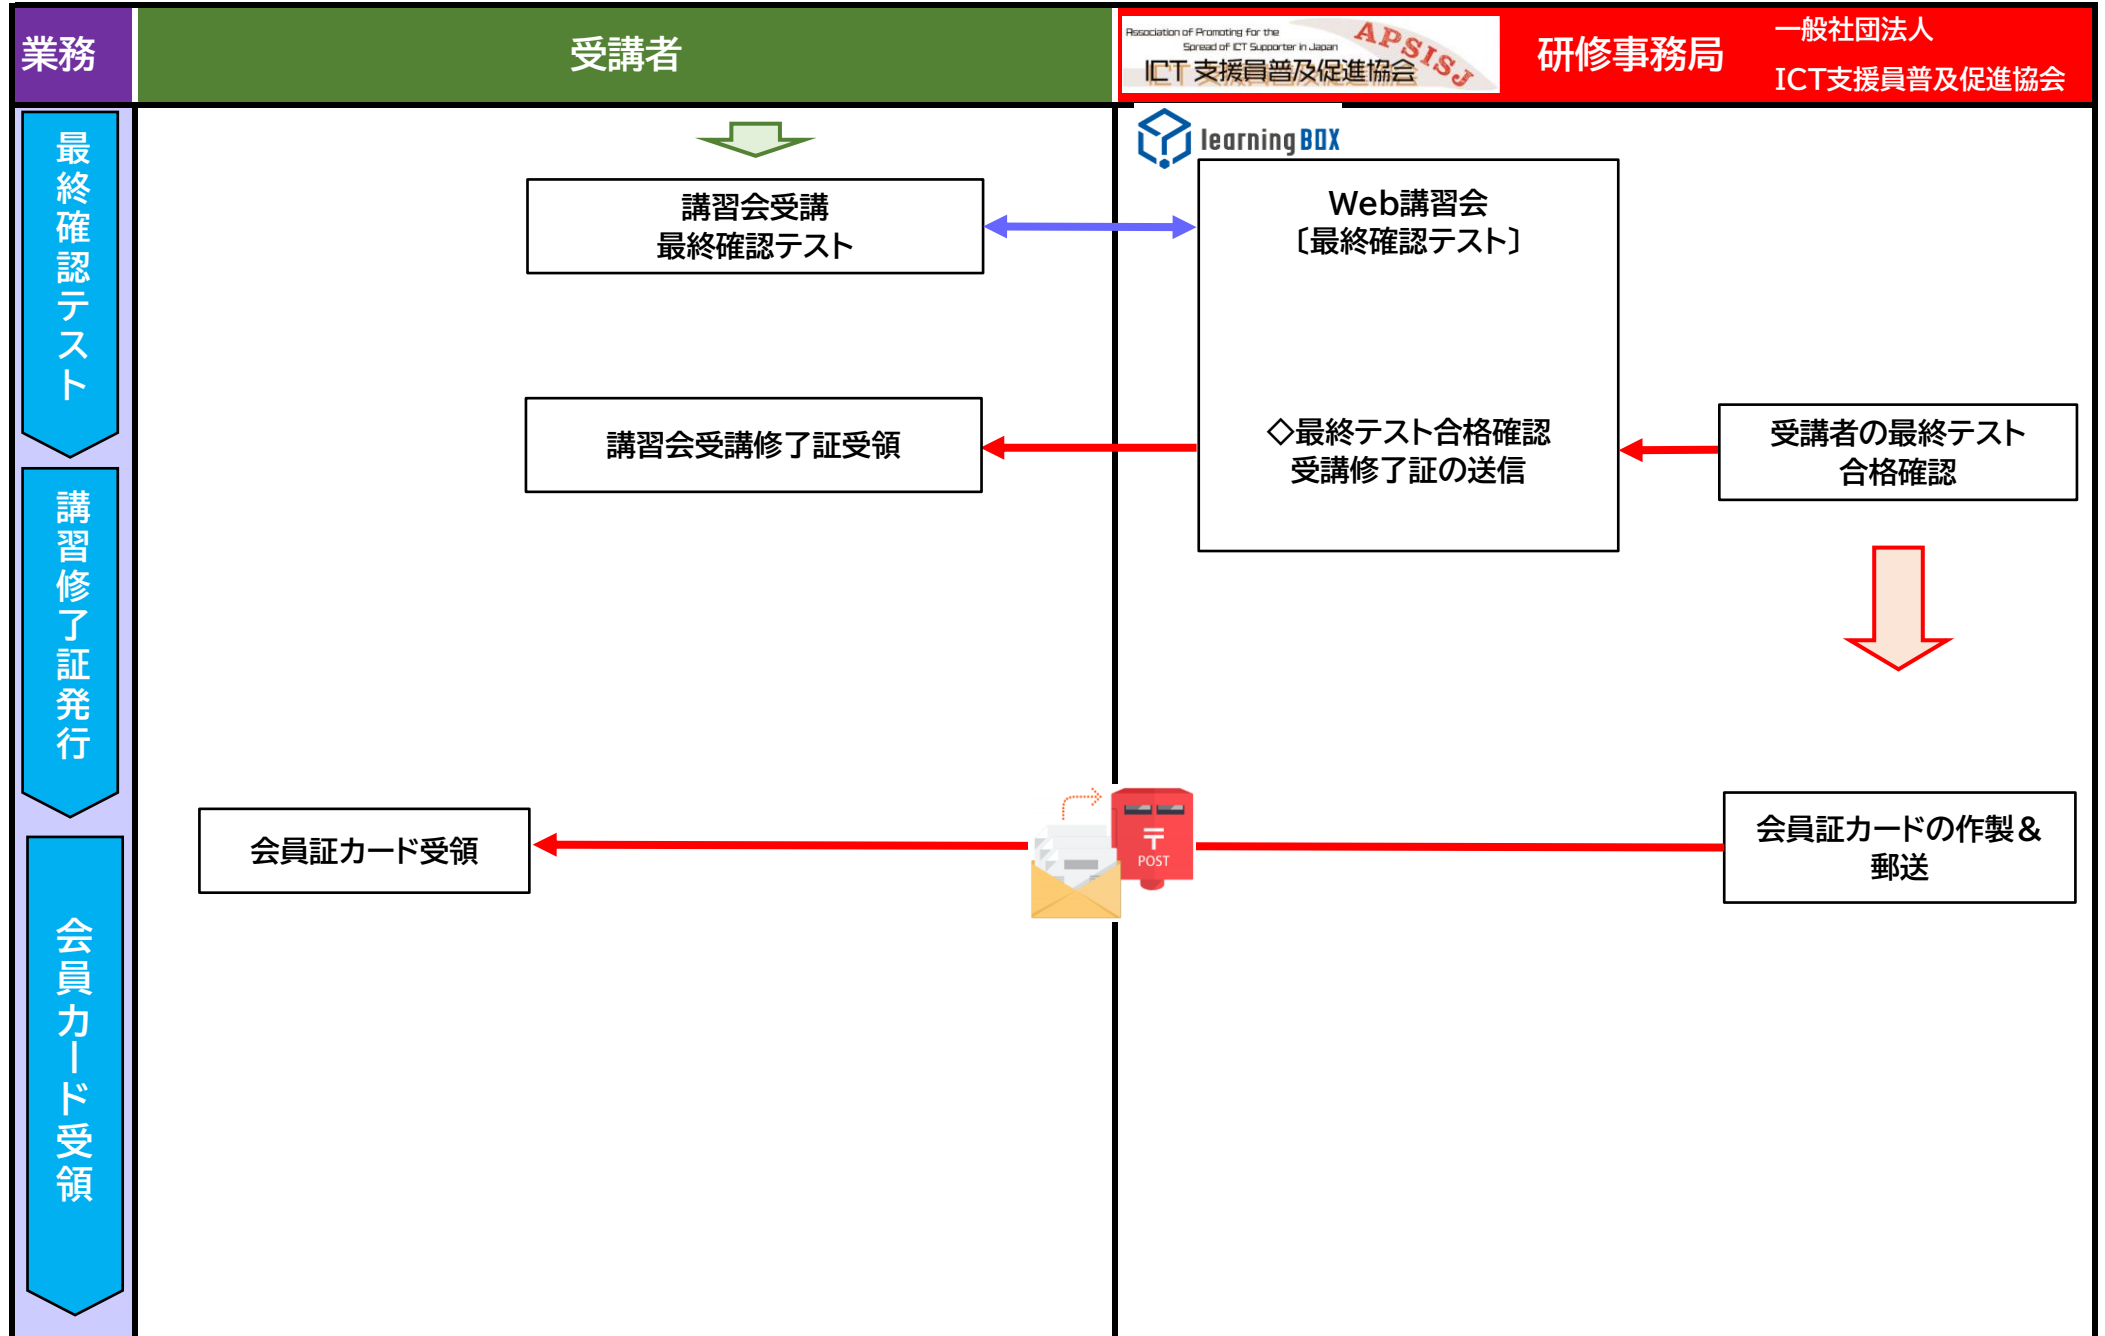 業務
受講者
Association of Promoting for the
Spread of ICT Supporter in Japan
APSISJ
ICT 支援員普及促進協会
研修事務局
一般社団法人
ICT支援員普及促進協会
最終確認テスト
learningBOX
講習会受講
最終確認テスト
Web講習会
〔最終確認テスト〕
講習会受講修了証受領
◇最終テスト合格確認
受講修了証の送信
受講者の最終テスト
合格確認
講習修了証発行
会員証カード受領
〒
POST
会員証カードの作製＆
郵送
会員カード受領